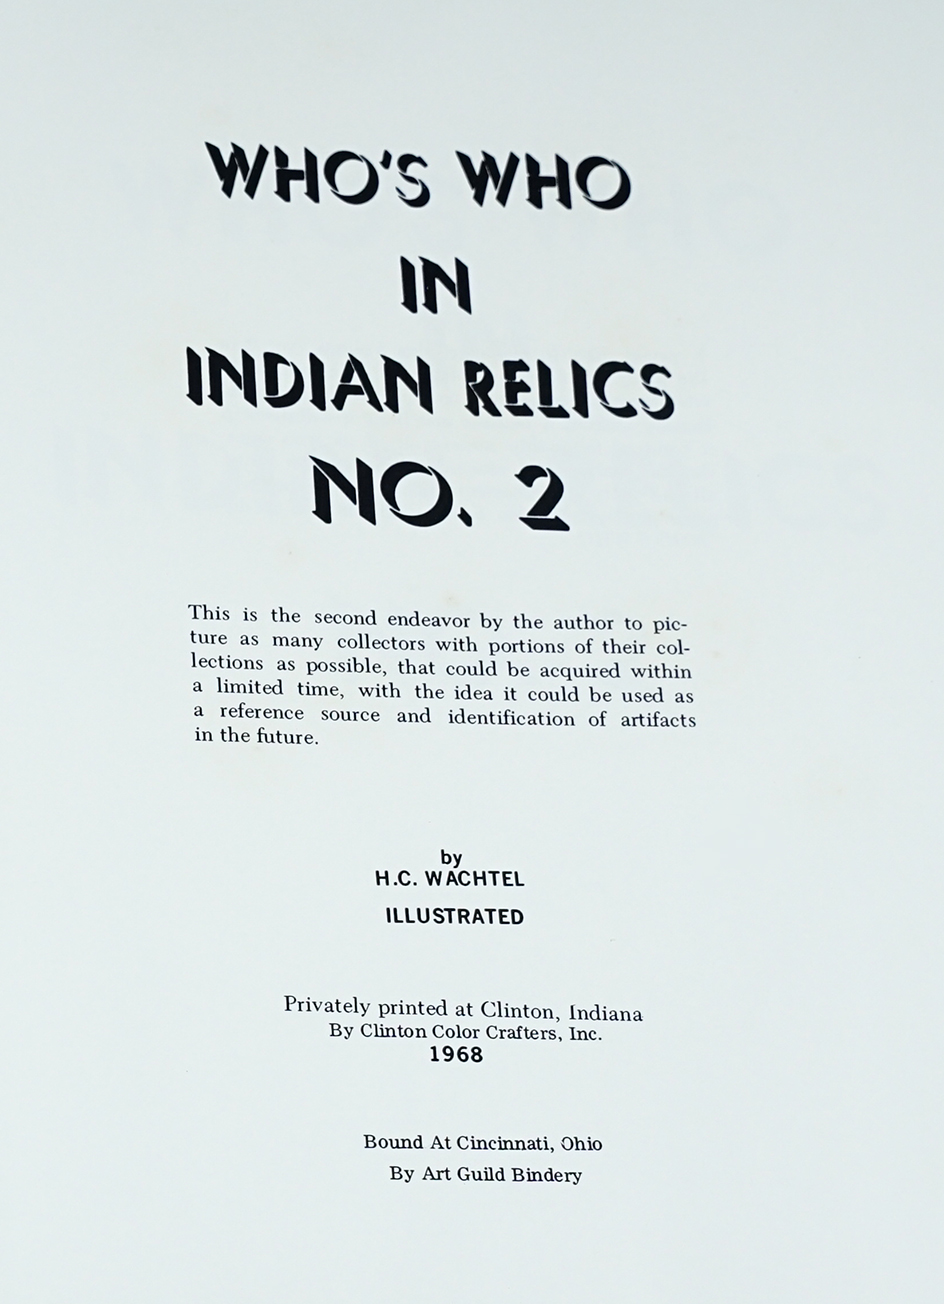 WHO'S WHO
IN
INDIAN RELICS
NO. 2
This is the second endeavor by the author to pic-
ture as many collectors with portions of their col-
lections as possible, that could be acquired within
a limited time, with the idea it could be used as
a reference source and identification of artifacts
in the future.
by
H.C. WACHTEL
ILLUSTRATED
Privately printed at Clinton, Indiana
By Clinton Color Crafters, Inc.
1968
Bound At Cincinnati, Ohio
By Art Guild Bindery